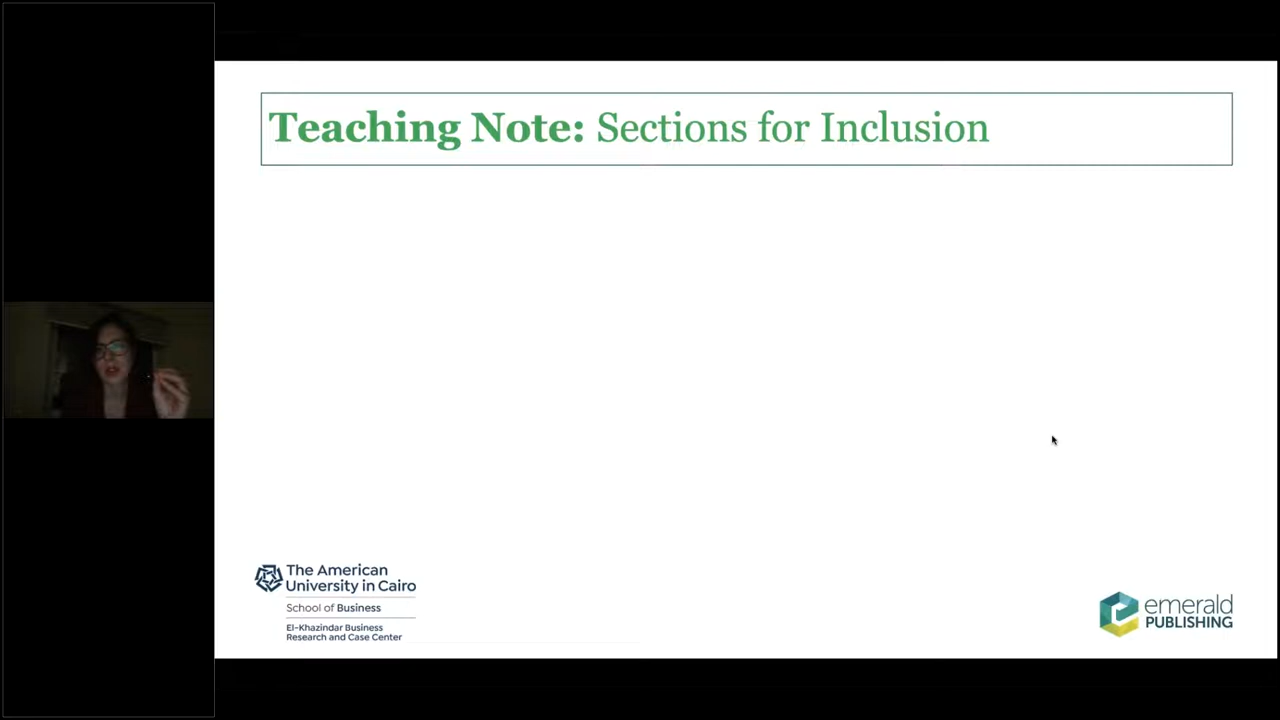 Teaching Note: Sections for Inclusion
The American
University in Cairo
School of Business
El-Khazindar Business
Research and Case Center
emerald
PUBLISHING